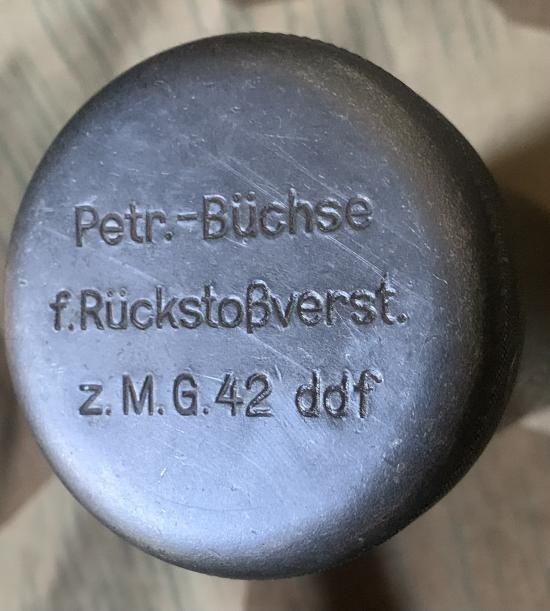 Petr.-Büchse
f. Rückstoßverst.
z. M. G. 42 ddf